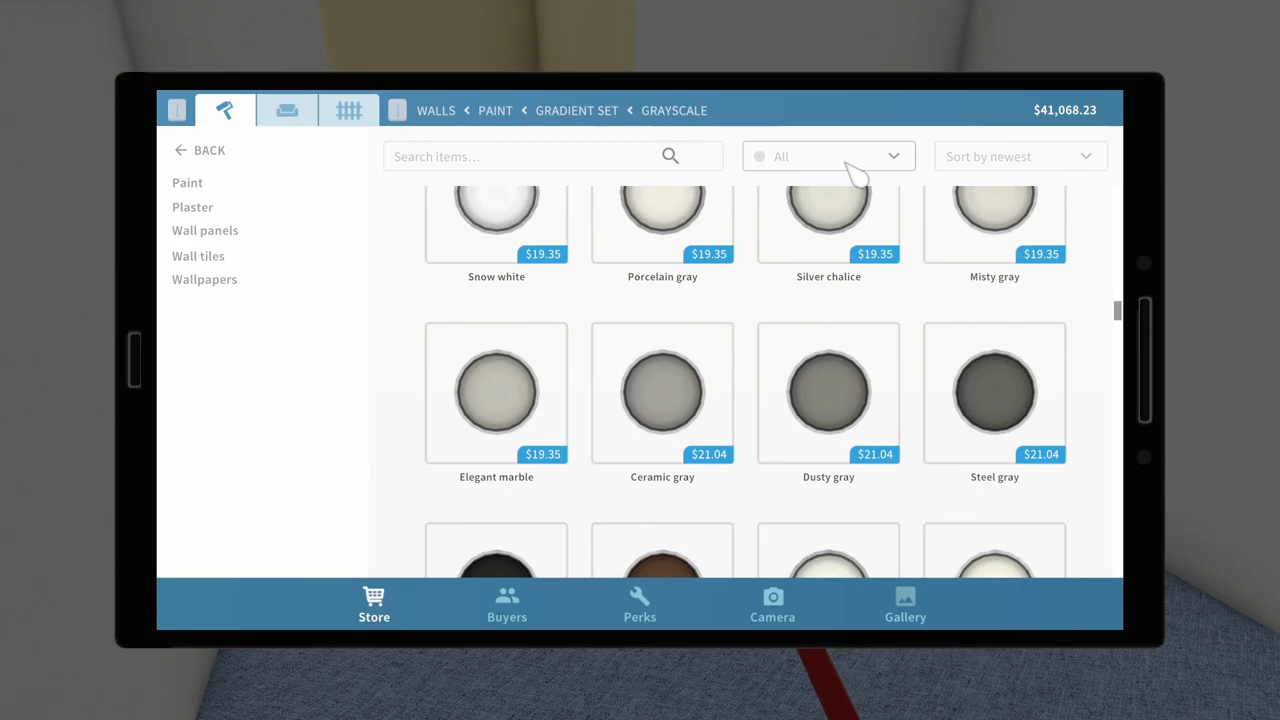 WALLS < PAINT < GRADIENT SET < GRAYSCALE
$41,068.23
BACK
Paint
Plaster
Wall panels
Wall tiles
Wallpapers
Search items...
All
Sort by newest
$19.35 $19.35 $19.35 $19.35
Snow white Porcelain gray Silver chalice Misty gray
$19.35 $21.04 $21.04 $21.04
Elegant marble Ceramic gray Dusty gray Steel gray
Store Buyers Perks Camera Gallery